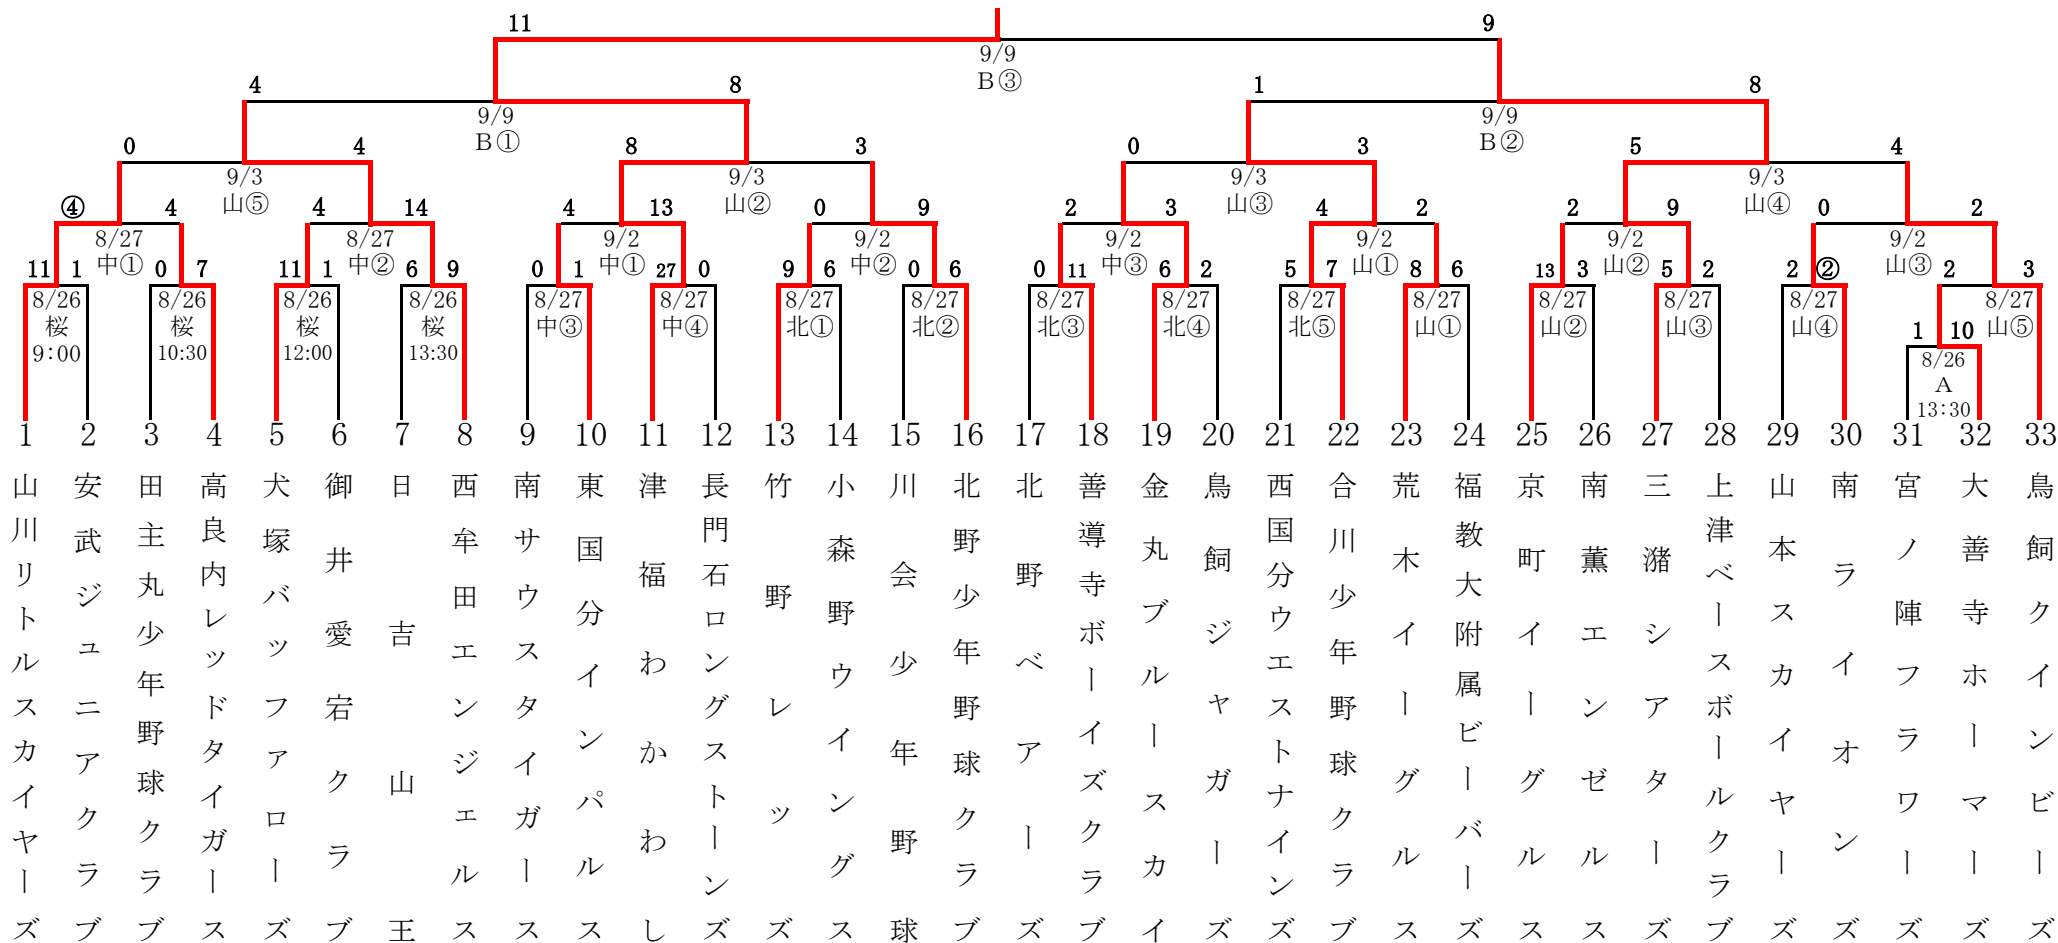 11 9
9/9
B③
4 8 1 8
9/9 9/9
B① B②
0 4 8 3 0 3 5 4
9/3 9/3 9/3 9/3
山⑤ 山② 山③ 山④
④ 4 4 14 4 13 0 9 2 3 4 2 2 9 0 2
8/27 8/27 9/2 9/2 9/2 9/2 9/2 9/2
中① 中② 中① 中② 中③ 山① 山② 山③
11 1 0 7 11 1 6 9 0 1 27 0 9 6 0 6 0 11 6 2 5 7 8 6 13 3 5 2 2 ② 2 3
8/26 8/26 8/26 8/26 8/27 8/27 8/27 8/27 8/27 8/27 8/27 8/27 8/27 8/27 8/27 8/27
桜 桜 桜 桜 中③ 中④ 北① 北② 北③ 北④ 北⑤ 山① 山② 山③ 山④ 山⑤
9:00 10:30 12:00 13:30
1 10
8/26
A
13:30
1 2 3 4 5 6 7 8 9 10 11 12 13 14 15 16 17 18 19 20 21 22 23 24 25 26 27 28 29 30 31 32 33
山川リトルスカイヤーズ
安武ジュニアクラブ
田主丸少年野球クラブ
高良内レッドタイガース
犬塚バッファローズ
御井愛宕クラブ
日吉山王
西牟田エンジェルス
南サウスタイガース
東国分インパルス
津福わかわし
長門石ロングストーンズ
竹野レッズ
小森野ウイングス
川会少年野球
北野少年野球クラブ
北野ベアーズ
善導寺ボーイズクラブ
金丸ブルースカイ
鳥飼ジャガーズ
西国分ウエストナインズ
合川少年野球クラブ
荒木イーグルス
福教大附属ビーバーズ
京町イーグルス
南薫エンゼルス
三潴シアターズ
上津ベースボールクラブ
山本スカイヤーズ
南ライオンズ
宮ノ陣フラワーズ
大善寺ホーマーズ
鳥飼クインビーズ